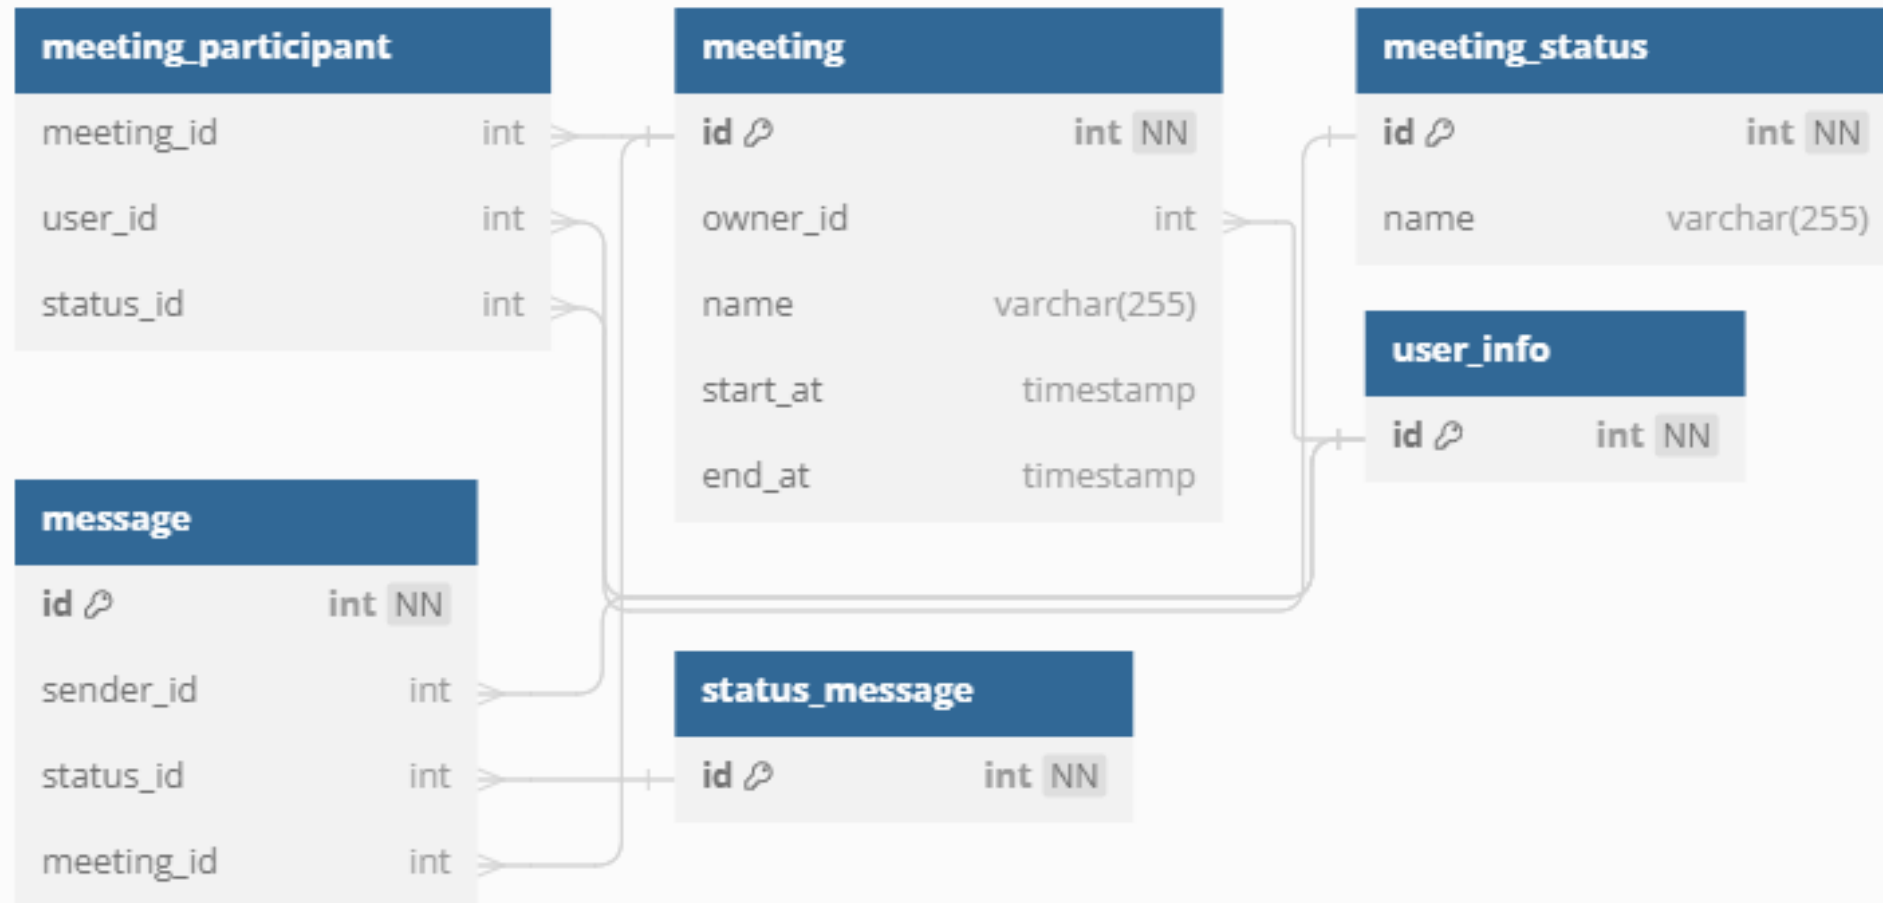 meeting_participant
meeting_id int
user_id int
status_id int
meeting
id int NN
owner_id int
name varchar(255)
start_at timestamp
end_at timestamp
meeting_status
id int NN
name varchar(255)
user_info
id int NN
message
id int NN
sender_id int
status_id int
meeting_id int
status_message
id int NN